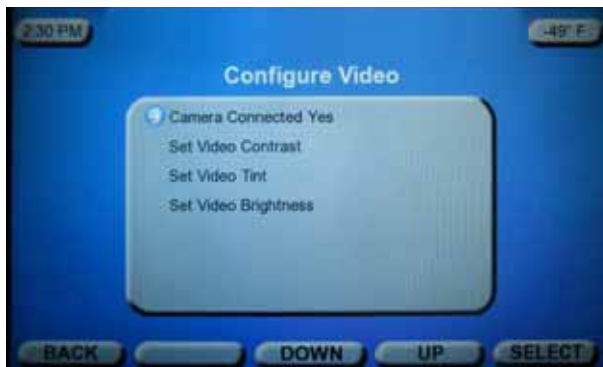 2:30 PM
-49° F
Configure Video
Camera Connected Yes
Set Video Contrast
Set Video Tint
Set Video Brightness
BACK
DOWN
UP
SELECT